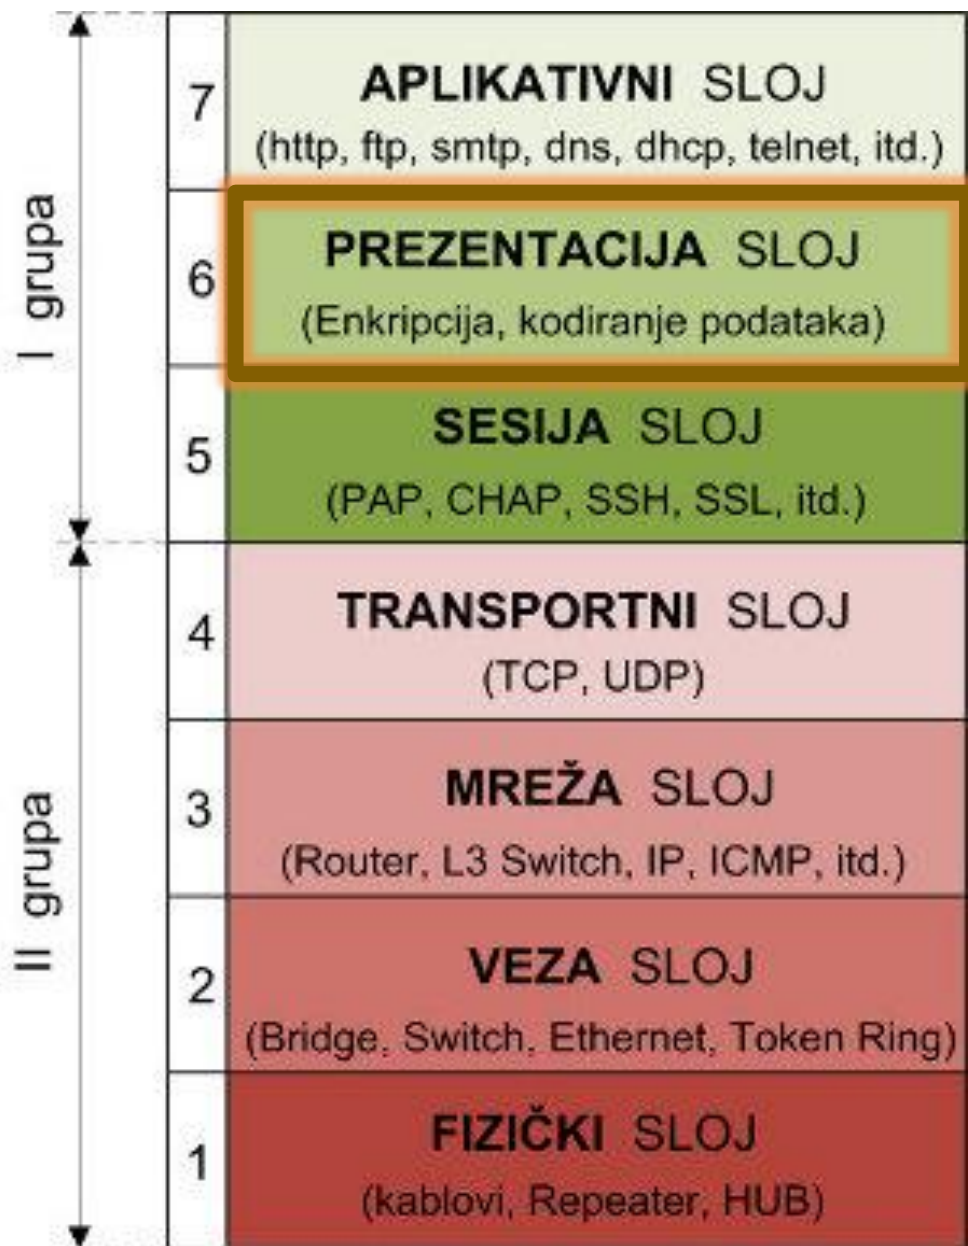 I grupa
7
APLIKATIVNI SLOJ
(http, ftp, smtp, dns, dhcp, telnet, itd.)
6
PREZENTACIJA SLOJ
(Enkripcija, kodiranje podataka)
5
SESIJA SLOJ
(PAP, CHAP, SSH, SSL, itd.)
II grupa
4
TRANSPORTNI SLOJ
(TCP, UDP)
3
MREŽA SLOJ
(Router, L3 Switch, IP, ICMP, itd.)
2
VEZA SLOJ
(Bridge, Switch, Ethernet, Token Ring)
1
FIZIČKI SLOJ
(kablovi, Repeater, HUB)